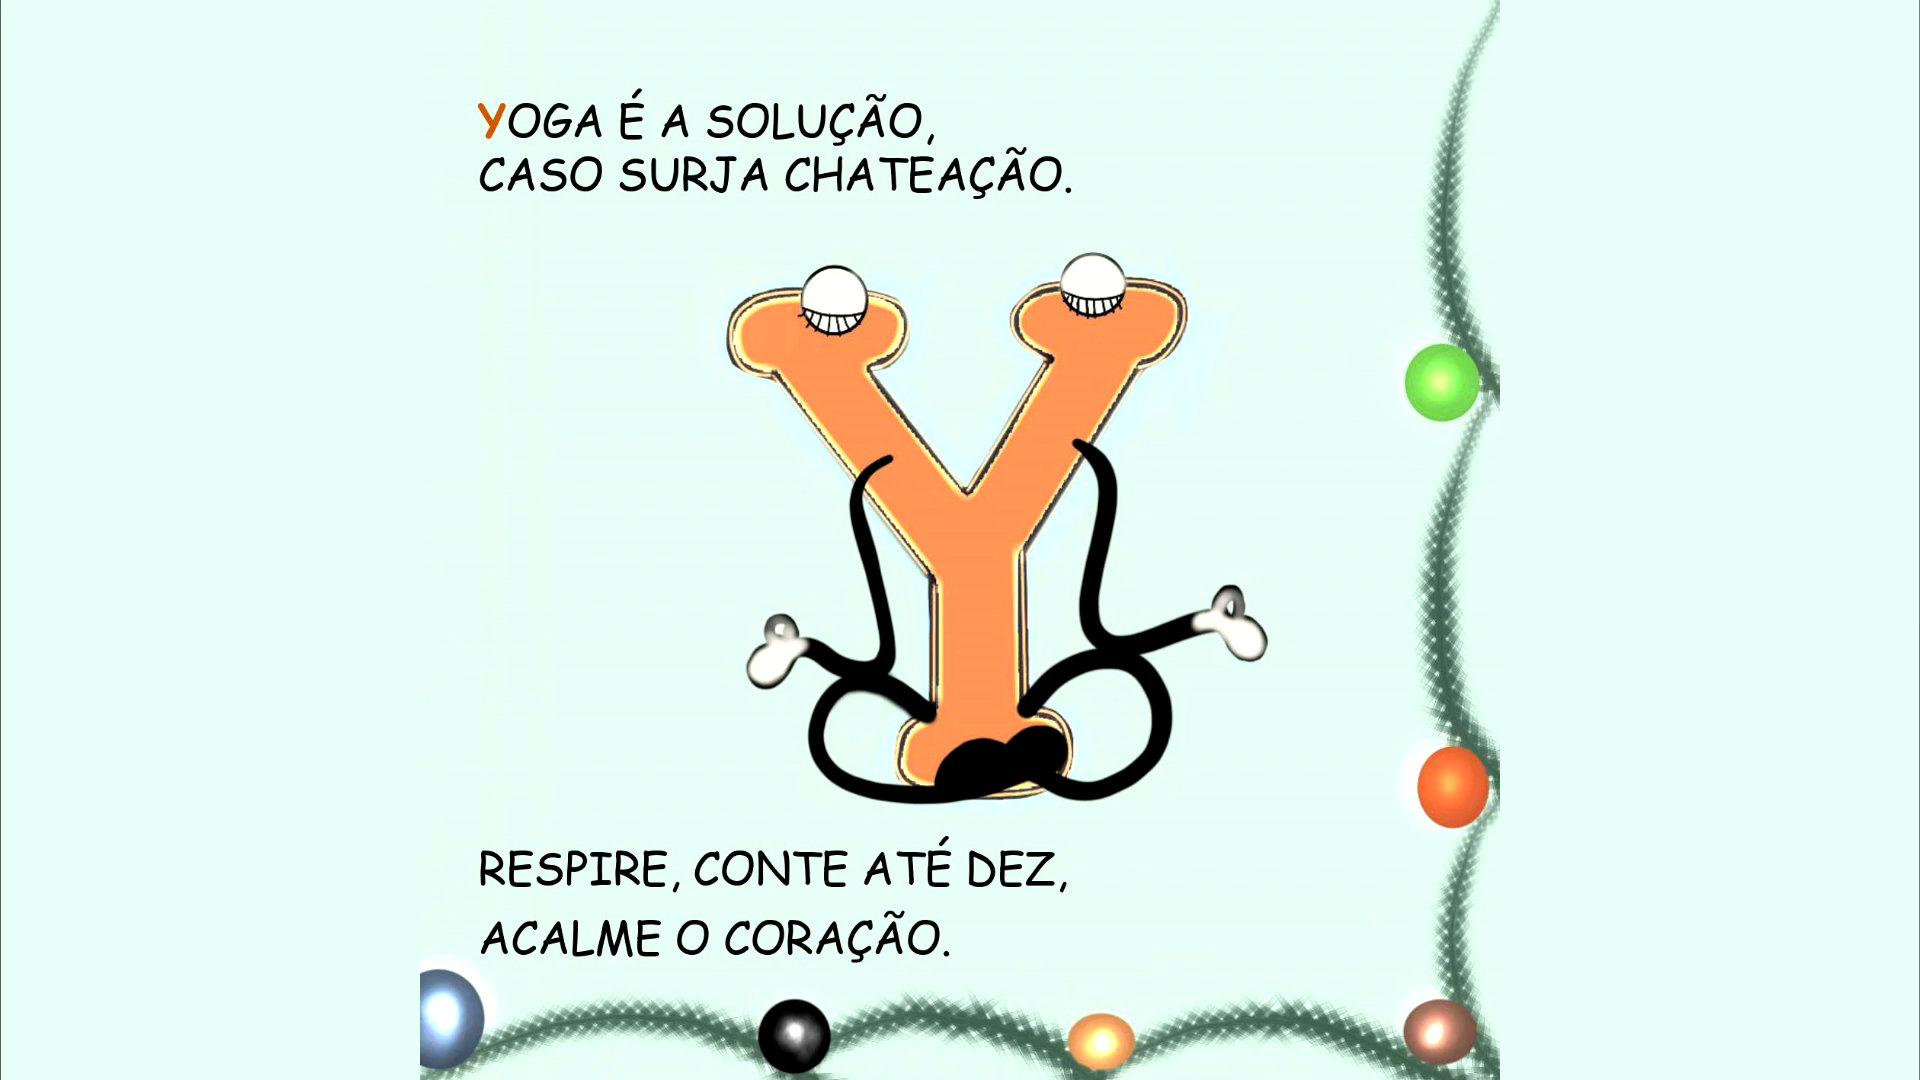 YOGA É A SOLUÇÃO,
CASO SURJA CHATEAÇÃO.
RESPIRE, CONTE ATÉ DEZ,
ACALME O CORAÇÃO.